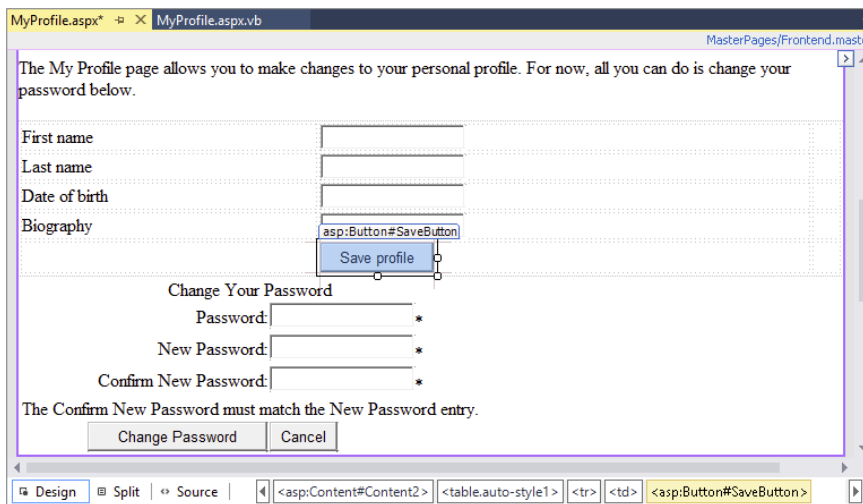 MyProfile.aspx* MyProfile.aspx.vb
MasterPages/Frontend.maste
The My Profile page allows you to make changes to your personal profile. For now, all you can do is change your
password below.
First name
Last name
Date of birth
Biography
asp:Button#SaveButton
Save profile
Change Your Password
Password: *
New Password: *
Confirm New Password: *
The Confirm New Password must match the New Password entry.
Change Password Cancel
Design Split Source <asp:Content#Content2> <table.auto-style1> <tr> <td> <asp:Button#SaveButton>